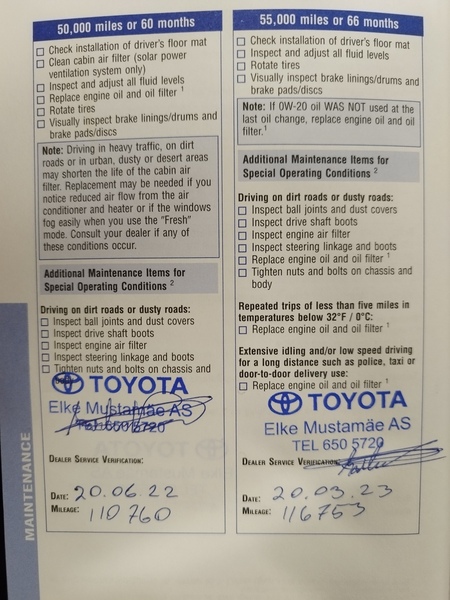 50,000 miles or 60 months
□ Check installation of driver's floor mat
□ Clean cabin air filter (solar power
ventilation system only)
□ Inspect and adjust all fluid levels
□ Replace engine oil and oil filter 1
□ Rotate tires
□ Visually inspect brake linings/drums and
brake pads/discs
Note: Driving in heavy traffic, on dirt
roads or in urban, dusty or desert areas
may shorten the life of the cabin air
filter. Replacement may be needed if you
notice reduced air flow from the air
conditioner and heater or if the windows
fog easily when you use the "Fresh"
mode. Consult your dealer if any of
these conditions occur.
Additional Maintenance Items for
Special Operating Conditions 2
Driving on dirt roads or dusty roads:
□ Inspect ball joints and dust covers
□ Inspect drive shaft boots
□ Inspect engine air filter
□ Inspect steering linkage and boots
□ Tighten nuts and bolts on chassis and
TOYOTA
Elke Mustamäe AS
Tel 650 5720
DEALER SERVICE VERIFICATION:
DATE: 20.06.22
MILEAGE: 110 760
55,000 miles or 66 months
□ Check installation of driver's floor mat
□ Inspect and adjust all fluid levels
□ Rotate tires
□ Visually inspect brake linings/drums and
brake pads/discs
Note: If 0W-20 oil WAS NOT used at the
last oil change, replace engine oil and oil
filter.1
Additional Maintenance Items for
Special Operating Conditions 2
Driving on dirt roads or dusty roads:
□ Inspect ball joints and dust covers
□ Inspect drive shaft boots
□ Inspect engine air filter
□ Inspect steering linkage and boots
□ Replace engine oil and oil filter 1
□ Tighten nuts and bolts on chassis and
body
Repeated trips of less than five miles in
temperatures below 32°F / 0°C:
□ Replace engine oil and oil filter 1
Extensive idling and/or low speed driving
for a long distance such as police, taxi or
door-to-door delivery use:
□ Replace engine oil and oil filter 1
TOYOTA
Elke Mustamäe AS
TEL 650 5720
DEALER SERVICE VERIFICATION:
DATE: 20.03.23
MILEAGE: 116753
MAINTENANCE